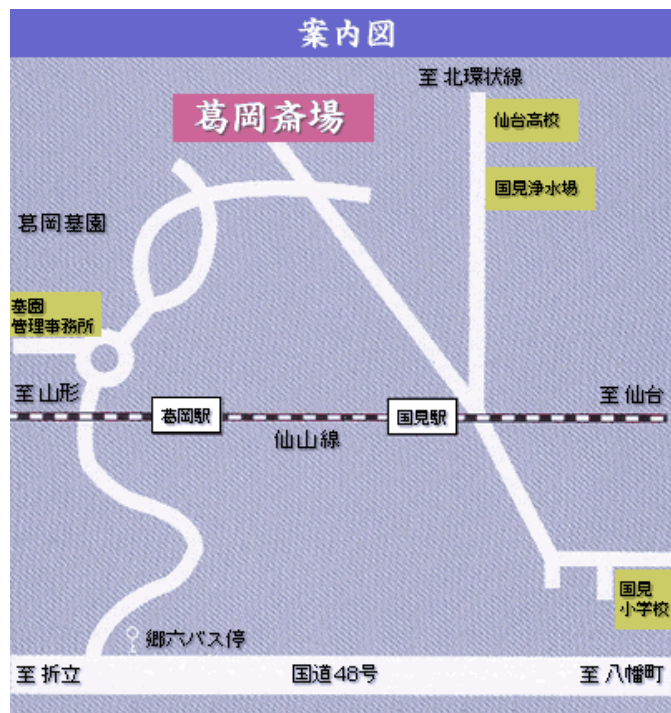 案内図
至 北環状線
葛岡斎場
仙台高校
国見浄水場
葛岡墓園
墓園
管理事務所
至 山形
至 仙台
葛岡駅
国見駅
仙山線
国見
小学校
郷六バス停
至 折立
国道48号
至 八幡町